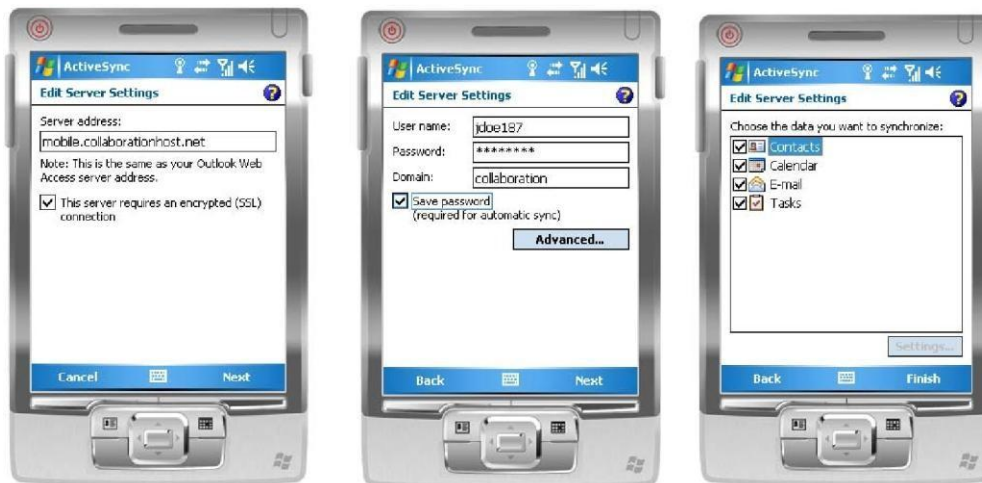 ActiveSync
Edit Server Settings
Server address:
mobile.collaborationhost.net
Note: This is the same as your Outlook Web
Access server address.
This server requires an encrypted (SSL)
connection
Cancel
Next
ActiveSync
Edit Server Settings
User name:
jdoe187
Password:
********
Domain:
collaboration
Save password
(required for automatic sync)
Advanced...
Back
Next
ActiveSync
Edit Server Settings
Choose the data you want to synchronize:
Contacts
Calendar
E-mail
Tasks
Settings...
Back
Finish